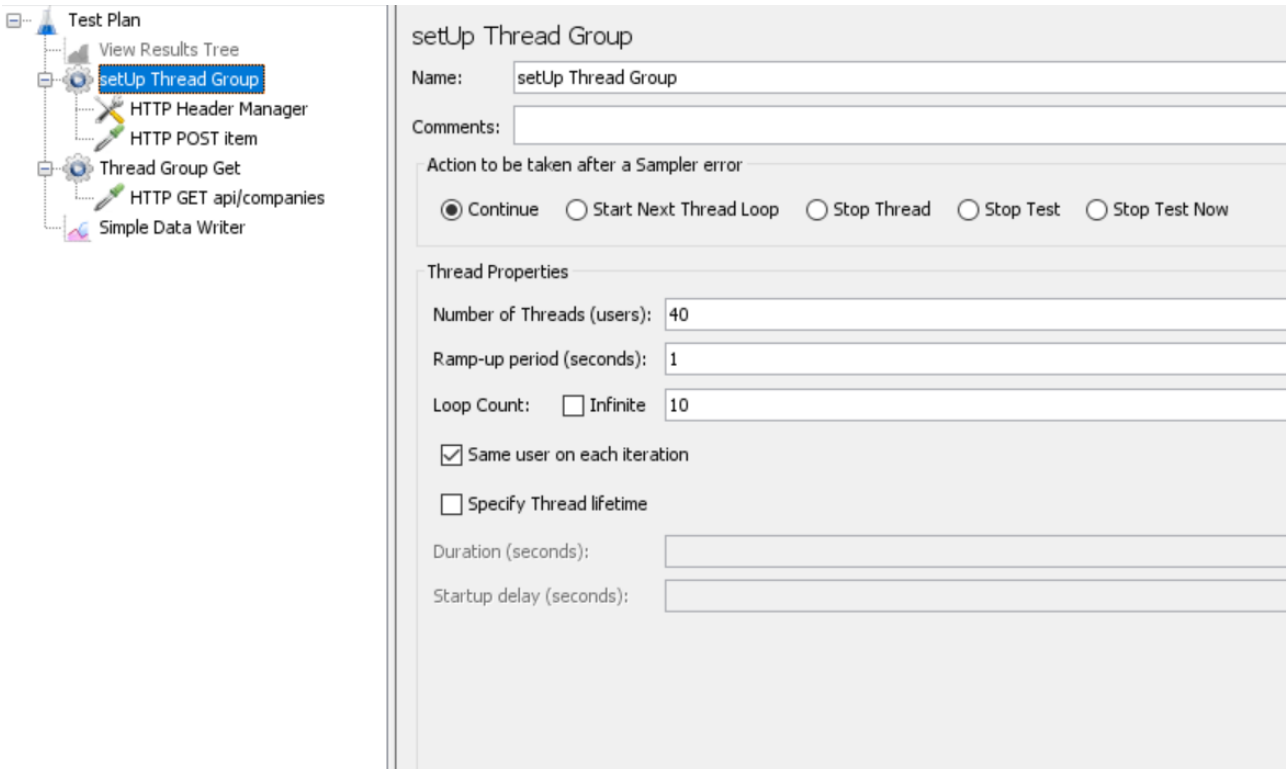 Test Plan
View Results Tree
setUp Thread Group
HTTP Header Manager
HTTP POST item
Thread Group Get
HTTP GET api/companies
Simple Data Writer
setUp Thread Group
Name: setUp Thread Group
Comments:
Action to be taken after a Sampler error
Continue Start Next Thread Loop Stop Thread Stop Test Stop Test Now
Thread Properties
Number of Threads (users): 40
Ramp-up period (seconds): 1
Loop Count: Infinite 10
Same user on each iteration
Specify Thread lifetime
Duration (seconds):
Startup delay (seconds):